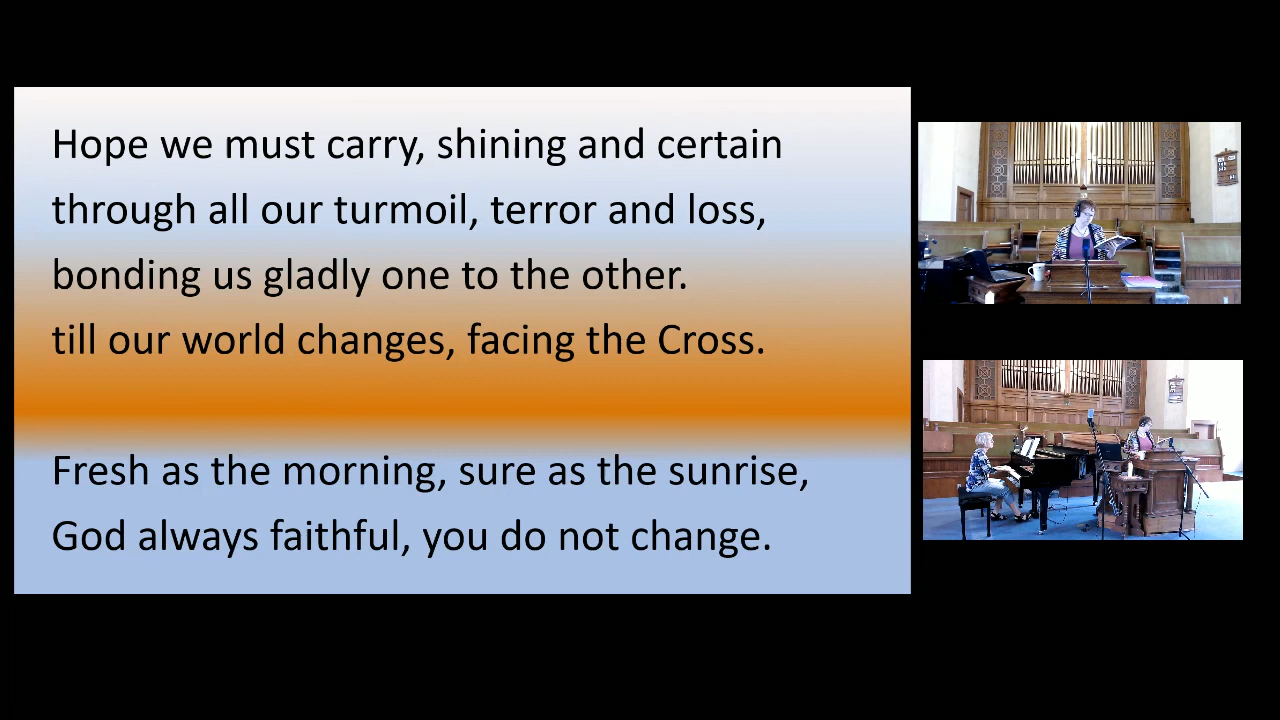 Hope we must carry, shining and certain
through all our turmoil, terror and loss,
bonding us gladly one to the other.
till our world changes, facing the Cross.
Fresh as the morning, sure as the sunrise,
God always faithful, you do not change.